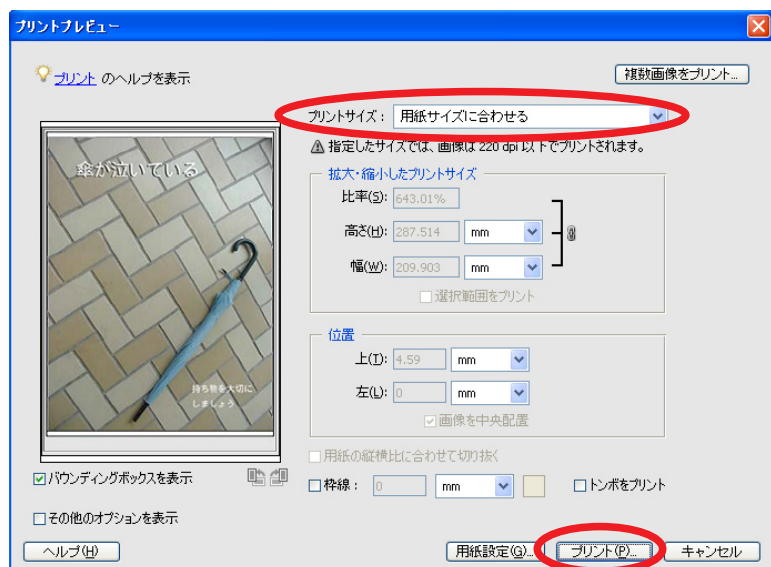 プリントプレビュー
プリント のヘルプを表示
複数画像をプリント...
プリントサイズ： 用紙サイズに合わせる
指定したサイズでは、画像は 220 dpi 以下でプリントされます。
拡大・縮小したプリントサイズ
比率(S): 643.01%
高さ(H): 287.514 mm
幅(W): 209.903 mm
選択範囲をプリント
位置
上(T): 4.59 mm
左(L): 0 mm
画像を中央配置
用紙の縦横比に合わせて切り抜く
枠線： 0 mm トンボをプリント
傘が泣いている
持ち物を大切に
しましょう
バウンディングボックスを表示
その他のオプションを表示
ヘルプ(H) 用紙設定(G)... プリント(P)... キャンセル